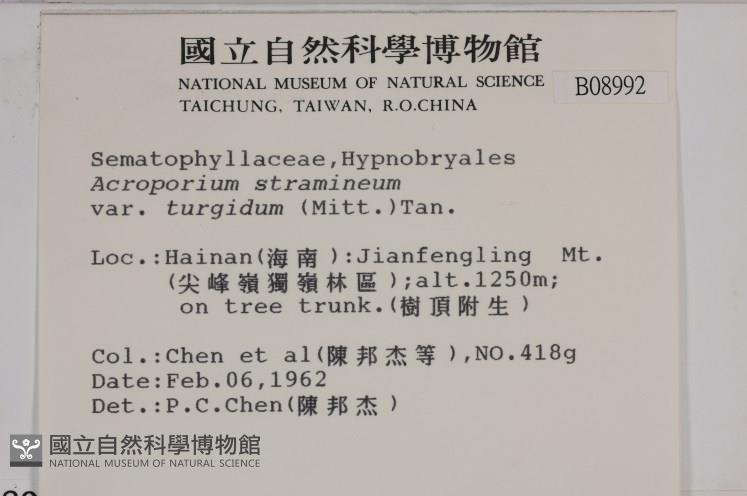 國立自然科學博物館
NATIONAL MUSEUM OF NATURAL SCIENCE
TAICHUNG, TAIWAN, R.O.CHINA
B08992
Sematophyllaceae,Hypnobryales
Acroporium stramineum
var. turgidum (Mitt.)Tan.
Loc.:Hainan(海南):Jianfengling Mt.
(尖峰嶺獨嶺林區);alt.1250m;
on tree trunk.(樹頂附生)
Col.:Chen et al(陳邦杰等),NO.418g
Date:Feb.06,1962
Det.:P.C.Chen(陳邦杰)
國立自然科學博物館
NATIONAL MUSEUM OF NATURAL SCIENCE